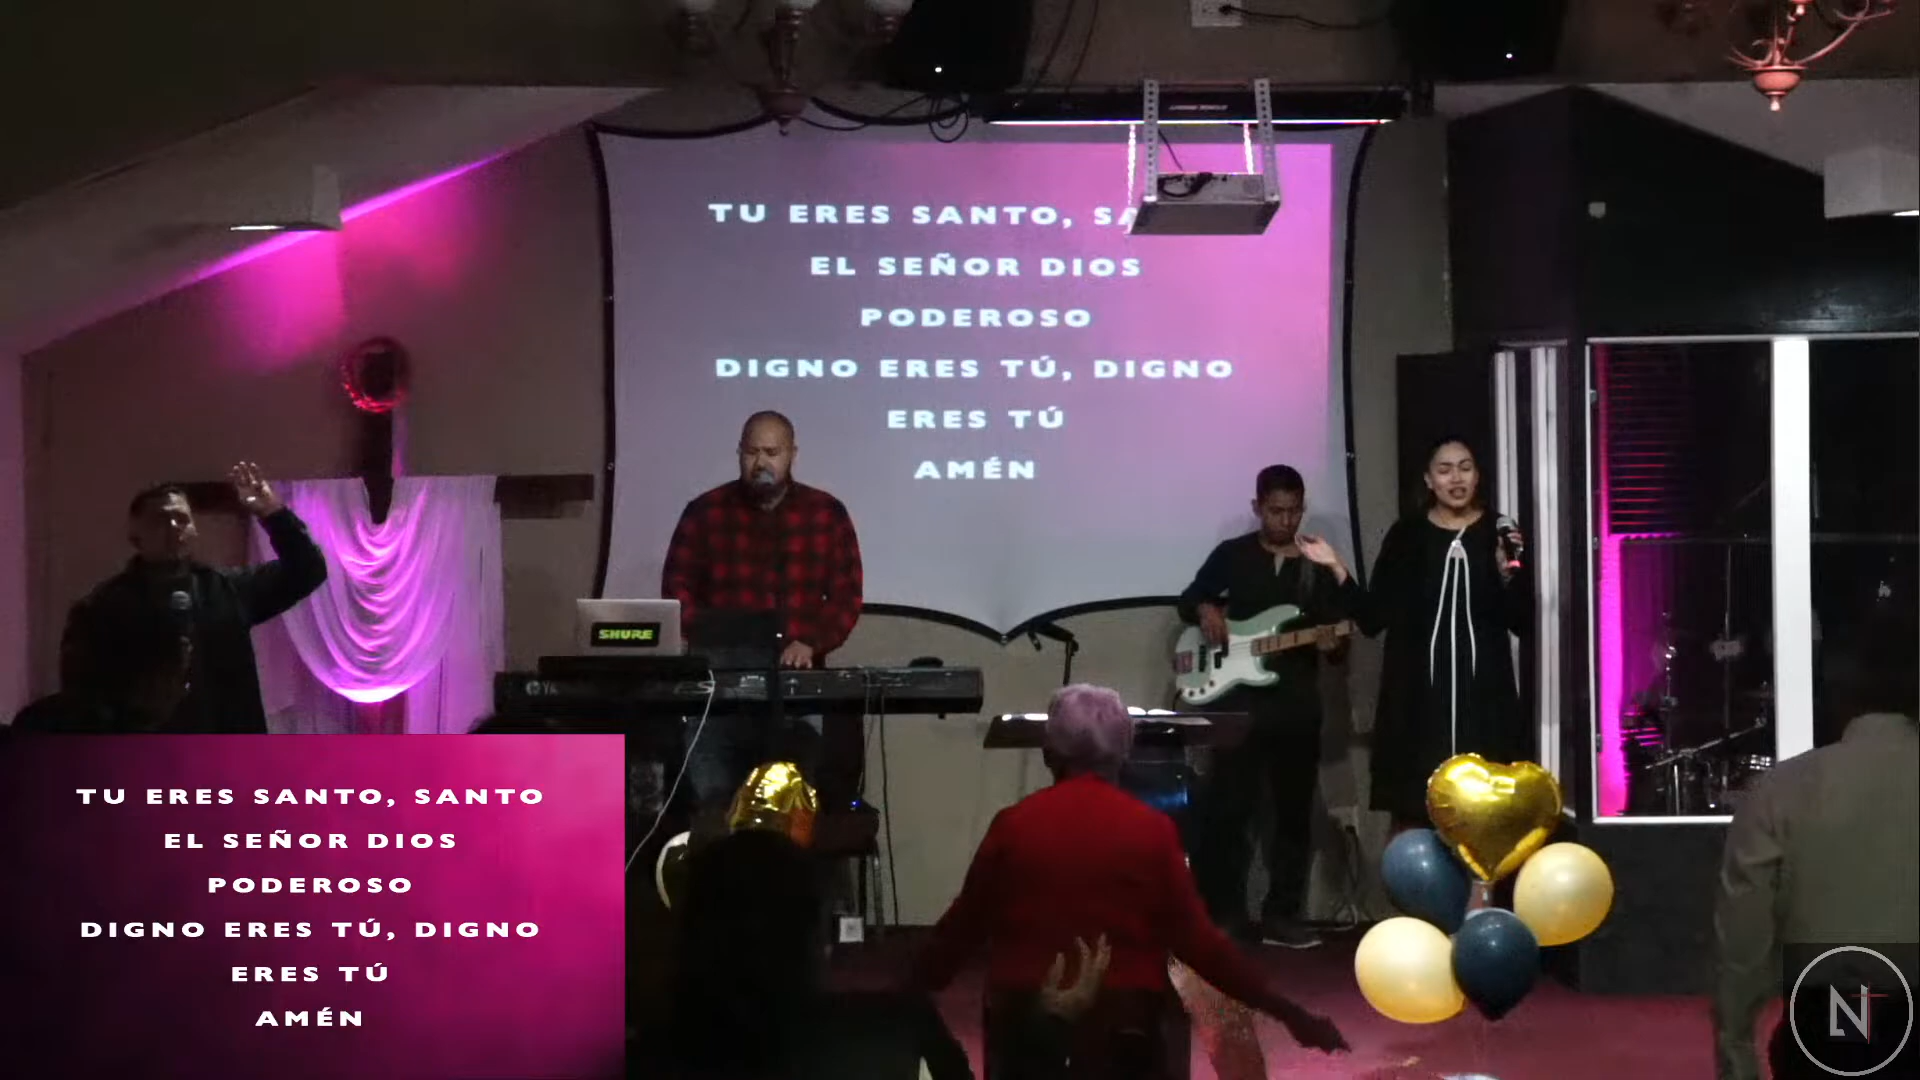 TU ERES SANTO, SA
EL SEÑOR DIOS
PODEROSO
DIGNO ERES TÚ, DIGNO
ERES TÚ
AMÉN
SHURE
TU ERES SANTO, SANTO
EL SEÑOR DIOS
PODEROSO
DIGNO ERES TÚ, DIGNO
ERES TÚ
AMÉN
N